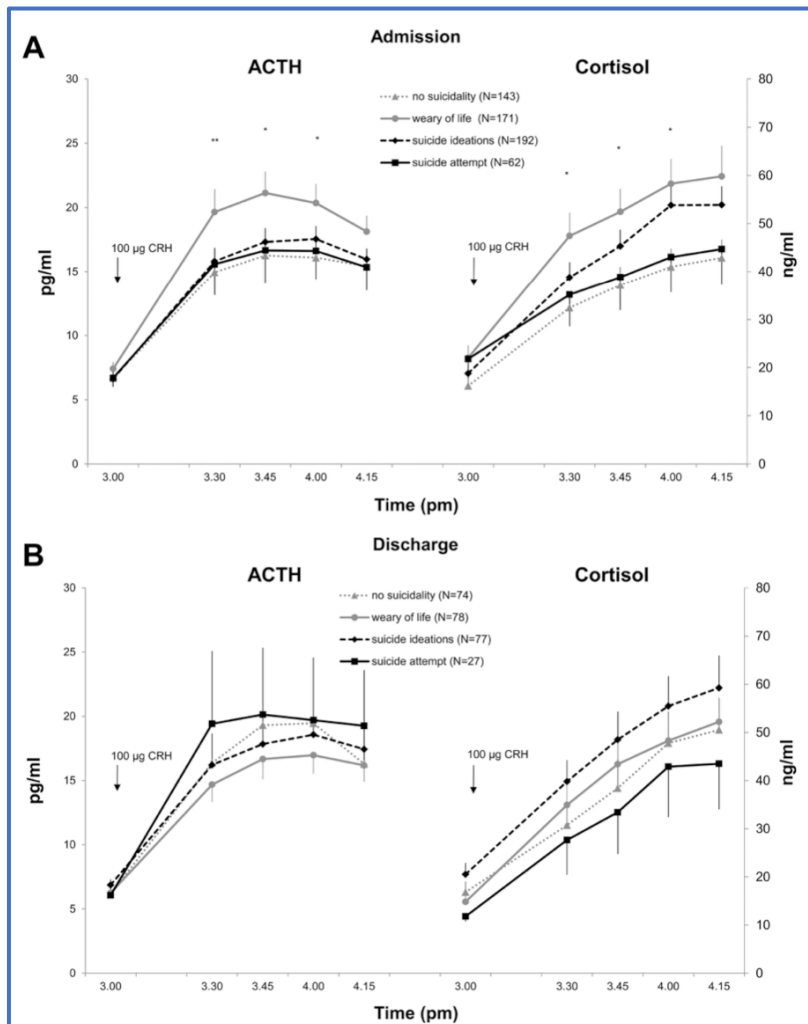 A
Admission
ACTH
Cortisol
30
25
20
15
10
5
0
pg/ml
80
70
60
50
40
30
20
10
0
ng/ml
no suicidality (N=143)
weary of life (N=171)
suicide ideations (N=192)
suicide attempt (N=62)
**
*
*
*
*
*
100 µg CRH
100 µg CRH
3.00
3.30
3.45
4.00
4.15
3.00
3.30
3.45
4.00
4.15
Time (pm)
B
Discharge
ACTH
Cortisol
30
25
20
15
10
5
0
pg/ml
80
70
60
50
40
30
20
10
0
ng/ml
no suicidality (N=74)
weary of life (N=78)
suicide ideations (N=77)
suicide attempt (N=27)
100 µg CRH
100 µg CRH
3.00
3.30
3.45
4.00
4.15
3.00
3.30
3.45
4.00
4.15
Time (pm)